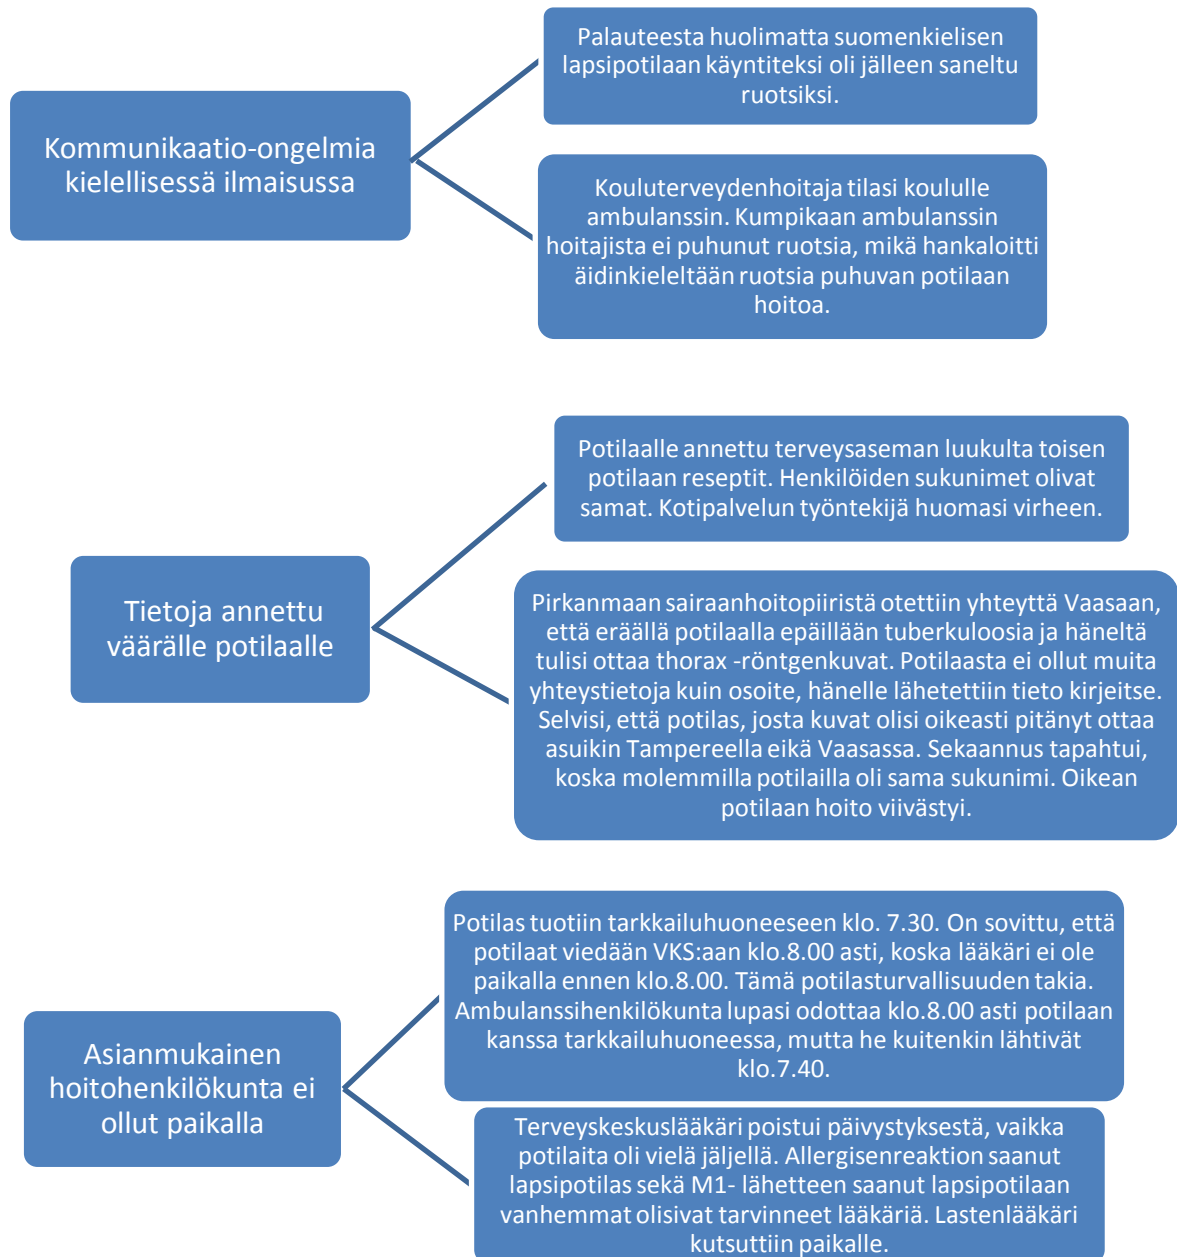 Palauteesta huolimatta suomenkielisen
lapsipotilaan käyntiteksi oli jälleen saneltu
ruotsiksi.
Kommunikaatio-ongelmia
kielellisessä ilmaisussa
Kouluterveydenhoitaja tilasi koululle
ambulanssin. Kumpikaan ambulanssin
hoitajista ei puhunut ruotsia, mikä hankaloitti
äidinkieleltään ruotsia puhuvan potilaan
hoitoa.
Potilaalle annettu terveysaseman luukulta toisen
potilaan reseptit. Henkilöiden sukunimet olivat
samat. Kotipalvelun työntekijä huomasi virheen.
Tietoja annettu
väärälle potilaalle
Pirkanmaan sairaanhoitopiiristä otettiin yhteyttä Vaasaan,
että eräällä potilaalla epäillään tuberkuloosia ja häneltä
tulisi ottaa thorax -röntgenkuvat. Potilaasta ei ollut muita
yhteystietoja kuin osoite, hänelle lähetettiin tieto kirjeitse.
Selvisi, että potilas, josta kuvat olisi oikeasti pitänyt ottaa
asuikin Tampereella eikä Vaasassa. Sekaannus tapahtui,
koska molemmilla potilailla oli sama sukunimi. Oikean
potilaan hoito viivästyi.
Potilas tuotiin tarkkailuhuoneeseen klo. 7.30. On sovittu, että
potilaat viedään VKS:aan klo.8.00 asti, koska lääkäri ei ole
paikalla ennen klo.8.00. Tämä potilasturvallisuuden takia.
Ambulanssihenkilökunta lupasi odottaa klo.8.00 asti potilaan
kanssa tarkkailuhuoneessa, mutta he kuitenkin lähtivät
klo.7.40.
Asianmukainen
hoitohenkilökunta ei
ollut paikalla
Terveyskeskuslääkäri poistui päivystyksestä, vaikka
potilaita oli vielä jäljellä. Allergisenreaktion saanut
lapsipotilas sekä M1- lähetteen saanut lapsipotilaan
vanhemmat olisivat tarvinneet lääkäriä. Lastenlääkäri
kutsuttiin paikalle.